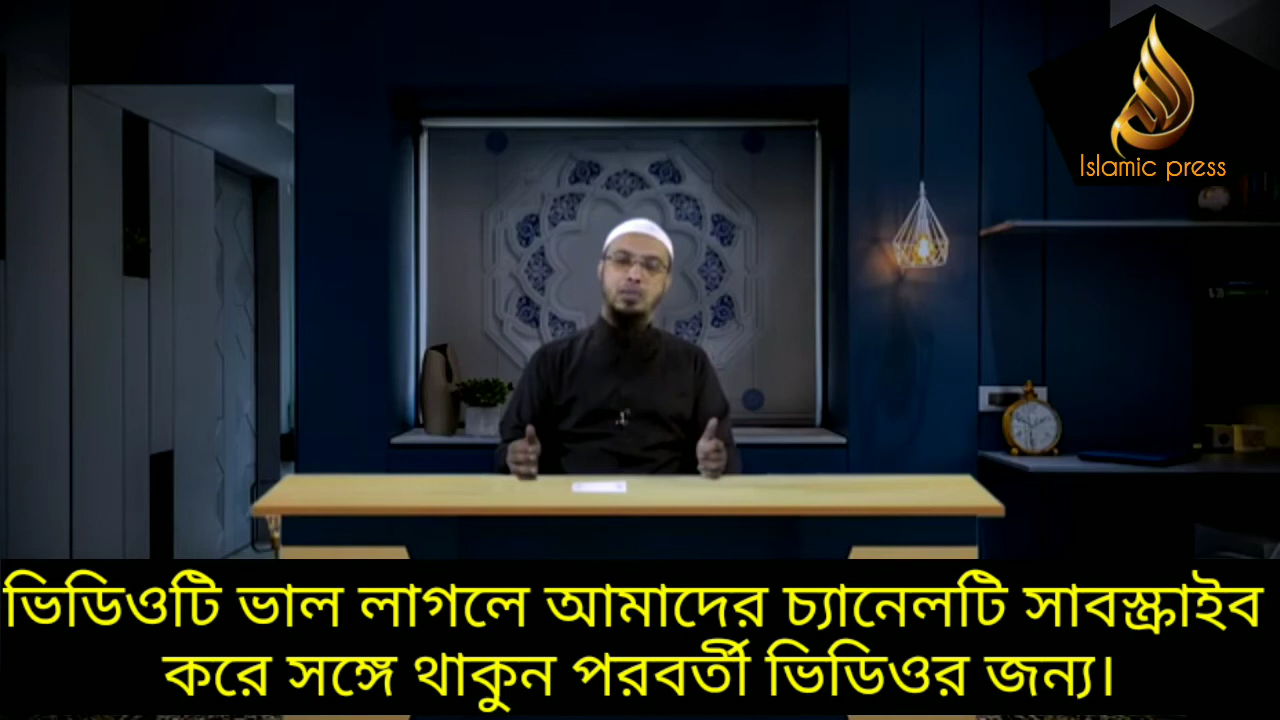 Islamic press
ভিডিওটি ভাল লাগলে আমাদের চ্যানেলটি সাবস্ক্রাইব
করে সঙ্গে থাকুন পরবর্তী ভিডিওর জন্য।